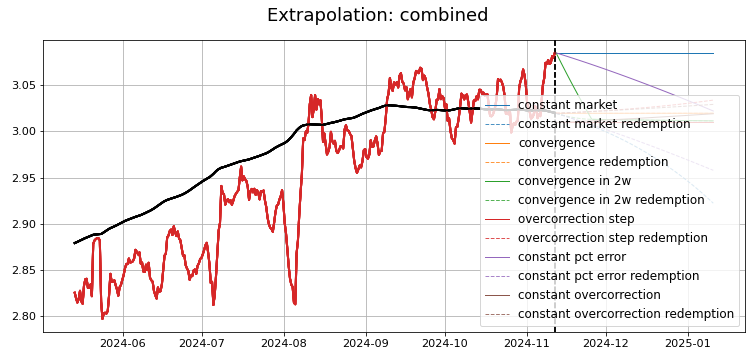 Extrapolation: combined
3.05
3.00
2.95
2.90
2.85
2.80
constant market
constant market redemption
convergence
convergence redemption
convergence in 2w
convergence in 2w redemption
overcorrection step
overcorrection step redemption
constant pct error
constant pct error redemption
constant overcorrection
constant overcorrection redemption
2024-06 2024-07 2024-08 2024-09 2024-10 2024-11 2024-12 2025-01